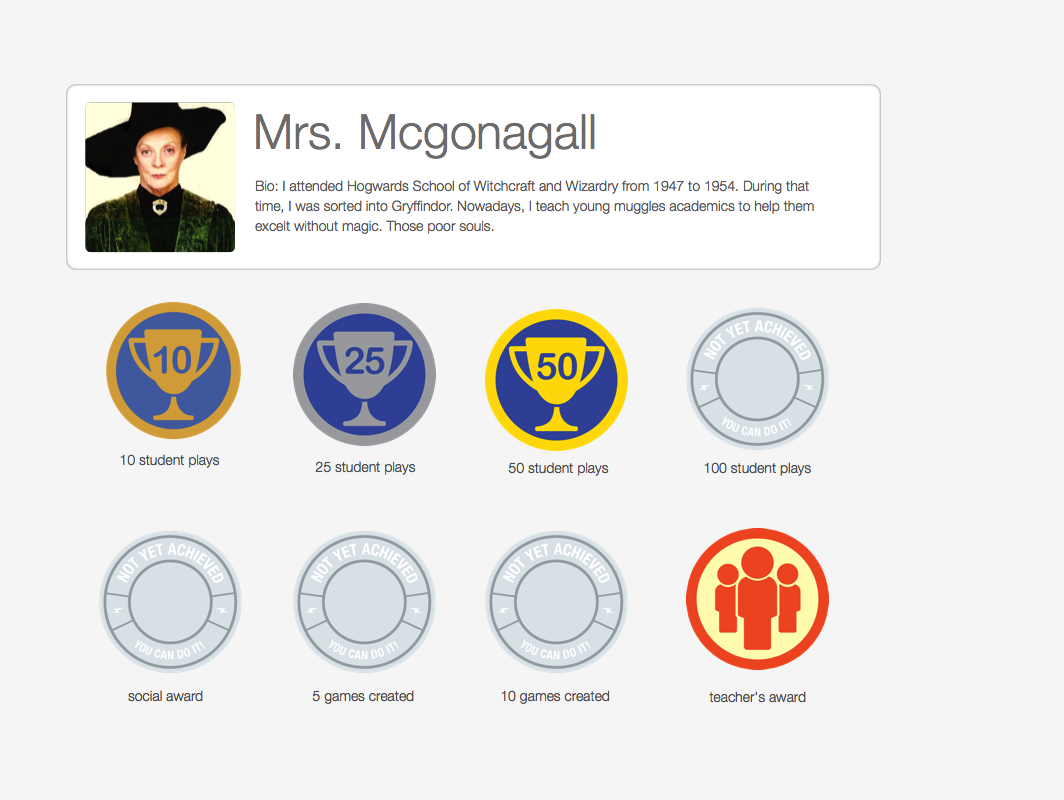 Mrs. Mcgonagall
Bio: I attended Hogwards School of Witchcraft and Wizardry from 1947 to 1954. During that
time, I was sorted into Gryffindor. Nowadays, I teach young muggles academics to help them
excelt without magic. Those poor souls.
10
25
50
NOT YET ACHIEVED
YOU CAN DO IT!
10 student plays
25 student plays
50 student plays
100 student plays
NOT YET ACHIEVED
YOU CAN DO IT!
NOT YET ACHIEVED
YOU CAN DO IT!
NOT YET ACHIEVED
YOU CAN DO IT!
social award
5 games created
10 games created
teacher's award